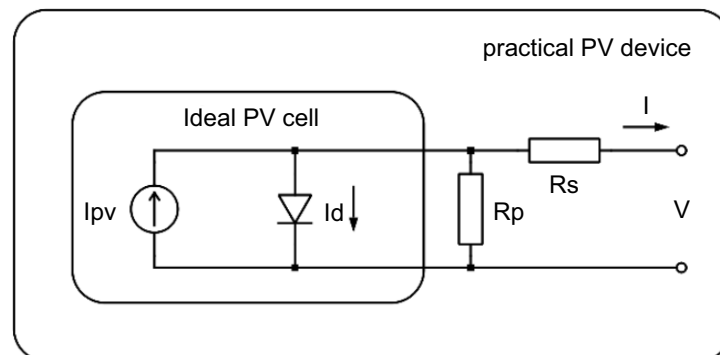 practical PV device
Ideal PV cell
I
Ipv
Id
Rp
Rs
V